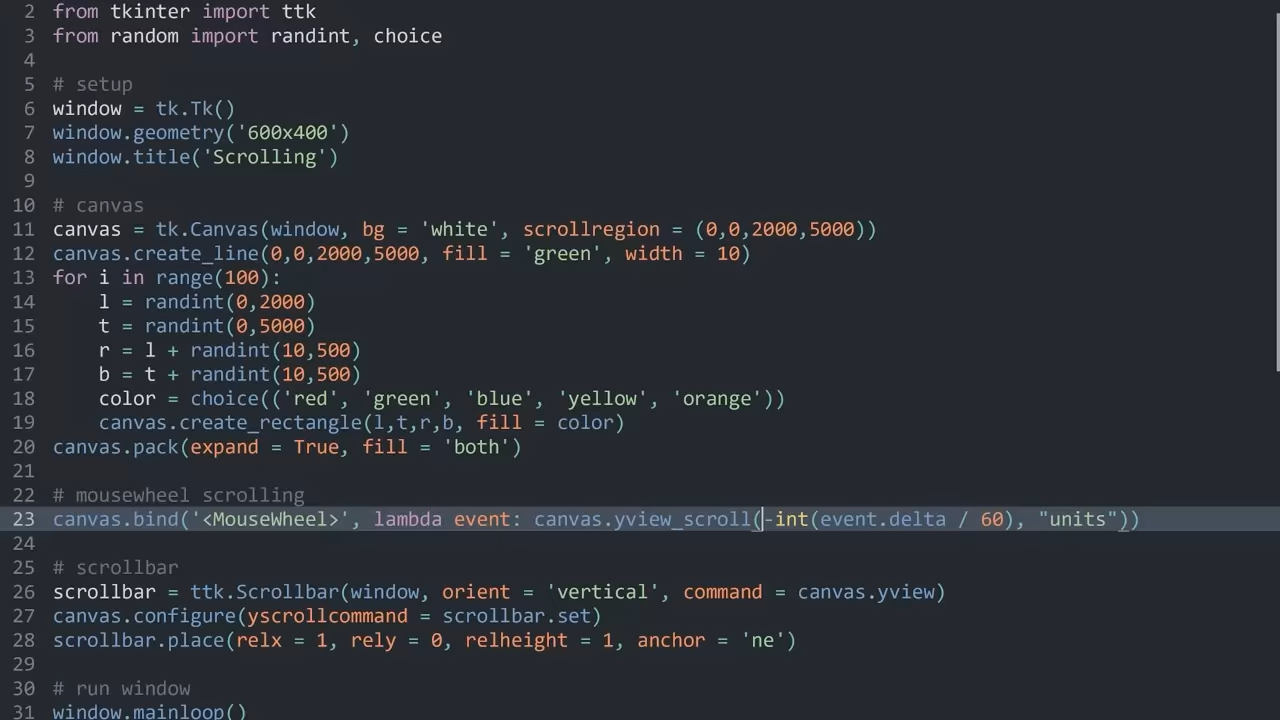 2 from tkinter import ttk
3 from random import randint, choice
4
5 # setup
6 window = tk.Tk()
7 window.geometry('600x400')
8 window.title('Scrolling')
9
10 # canvas
11 canvas = tk.Canvas(window, bg = 'white', scrollregion = (0,0,2000,5000))
12 canvas.create_line(0,0,2000,5000, fill = 'green', width = 10)
13 for i in range(100):
14     l = randint(0,2000)
15     t = randint(0,5000)
16     r = l + randint(10,500)
17     b = t + randint(10,500)
18     color = choice(('red', 'green', 'blue', 'yellow', 'orange'))
19     canvas.create_rectangle(l,t,r,b, fill = color)
20 canvas.pack(expand = True, fill = 'both')
21
22 # mousewheel scrolling
23 canvas.bind('<MouseWheel>', lambda event: canvas.yview_scroll(-int(event.delta / 60), "units"))
24
25 # scrollbar
26 scrollbar = ttk.Scrollbar(window, orient = 'vertical', command = canvas.yview)
27 canvas.configure(yscrollcommand = scrollbar.set)
28 scrollbar.place(relx = 1, rely = 0, relheight = 1, anchor = 'ne')
29
30 # run window
31 window.mainloop()